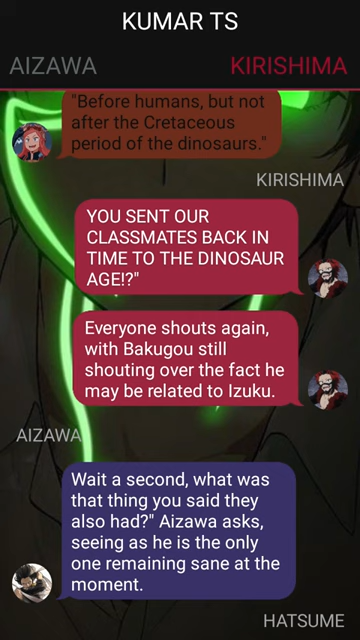 KUMAR TS
AIZAWA
KIRISHIMA
"Before humans, but not
after the Cretaceous
period of the dinosaurs."
KIRISHIMA
YOU SENT OUR
CLASSMATES BACK IN
TIME TO THE DINOSAUR
AGE!?"
Everyone shouts again,
with Bakugou still
shouting over the fact he
may be related to Izuku.
AIZAWA
Wait a second, what was
that thing you said they
also had?" Aizawa asks,
seeing as he is the only
one remaining sane at the
moment.
HATSUME